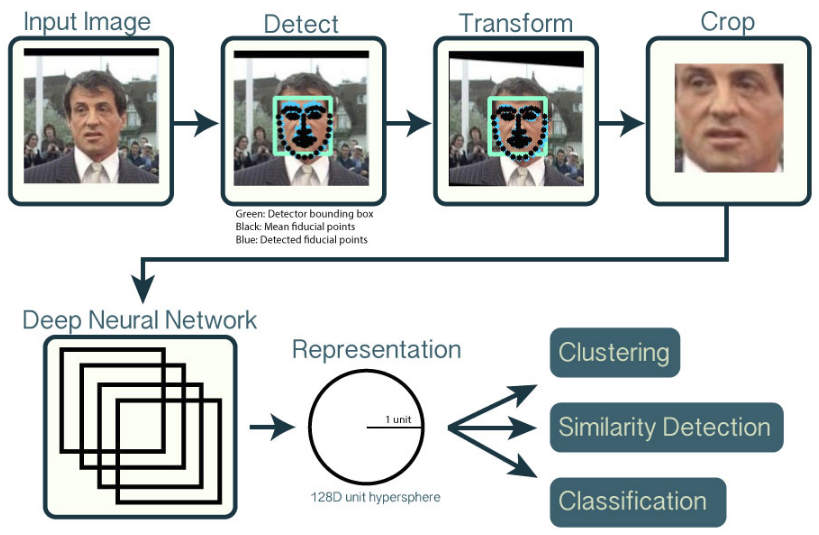 Input Image
Detect
Transform
Crop
Green: Detector bounding box
Black: Mean fiducial points
Blue: Detected fiducial points
Deep Neural Network
Representation
1 unit
128D unit hypersphere
Clustering
Similarity Detection
Classification